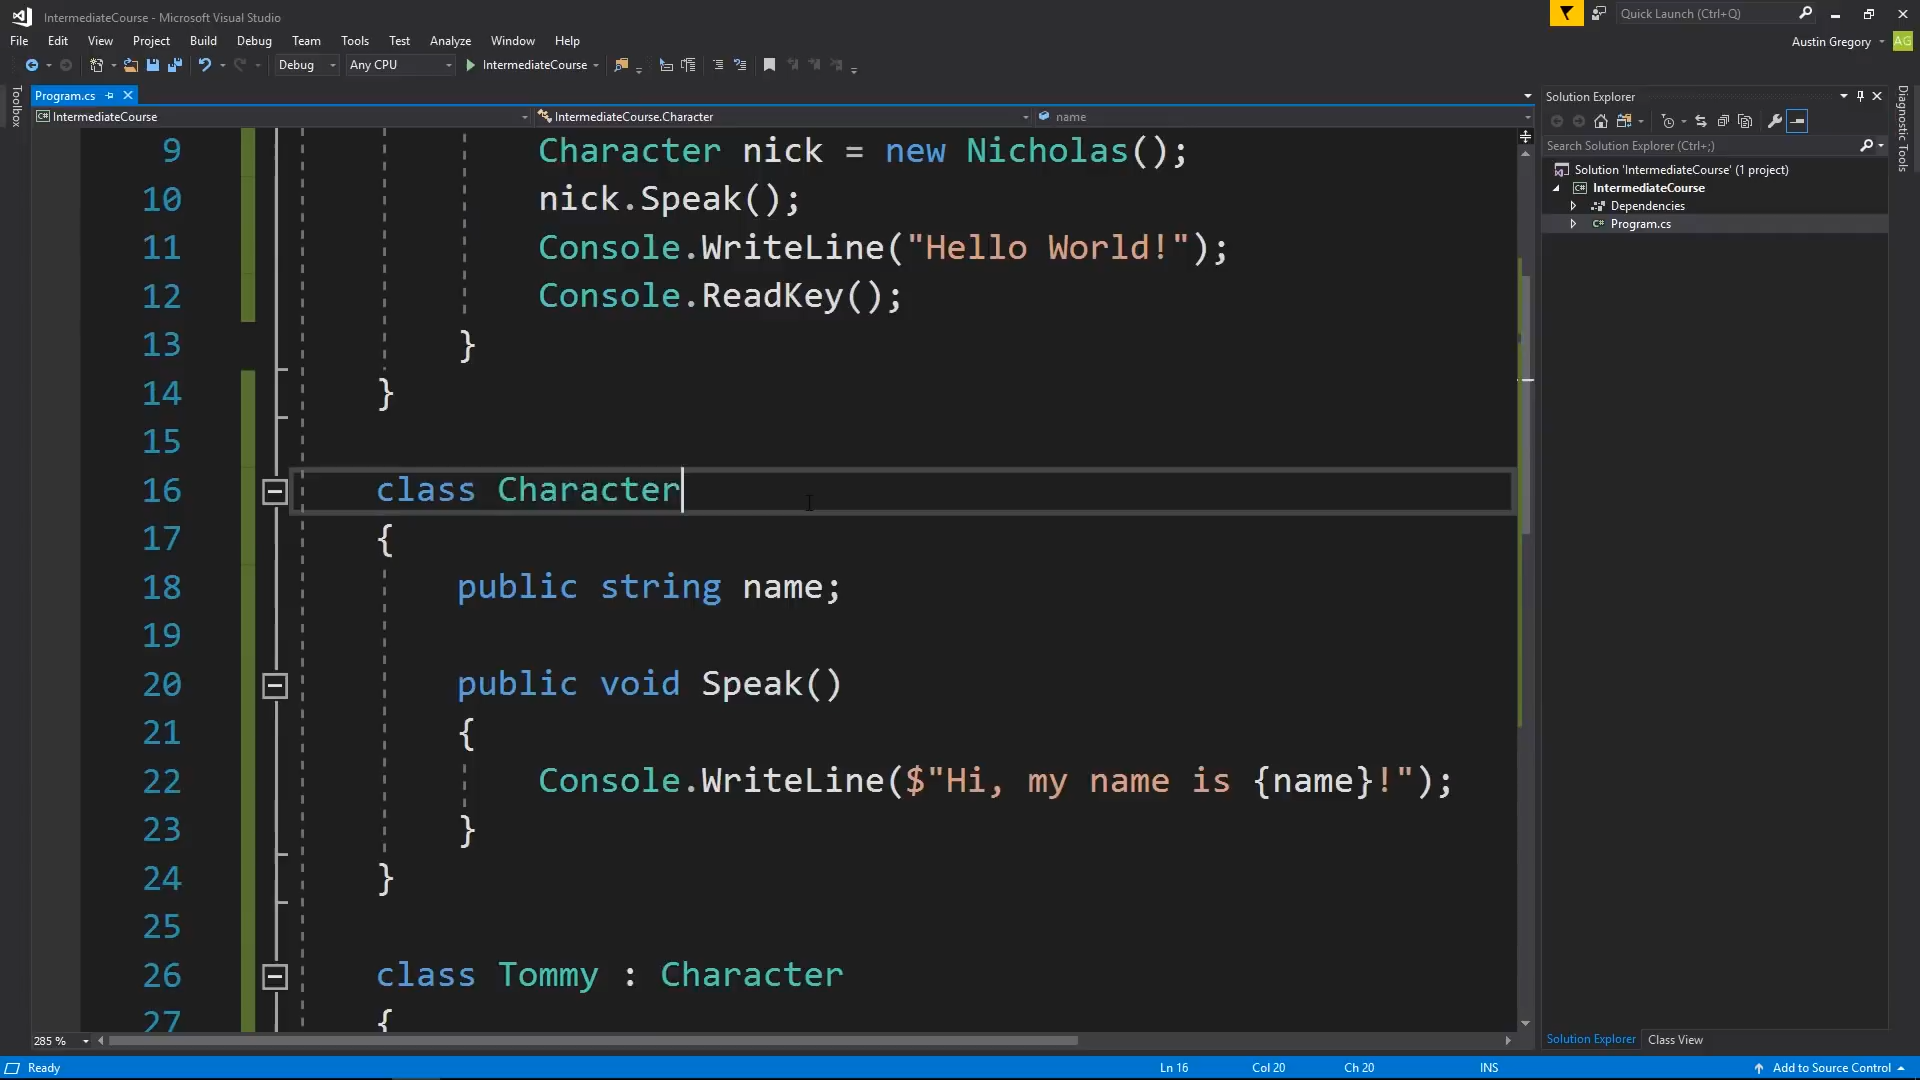 IntermediateCourse - Microsoft Visual Studio
Quick Launch (Ctrl+Q)
File Edit View Project Build Debug Team Tools Test Analyze Window Help
Austin Gregory AG
Debug Any CPU IntermediateCourse
Toolbox
Program.cs
IntermediateCourse IntermediateCourse.Character name
9 Character nick = new Nicholas();
10 nick.Speak();
11 Console.WriteLine("Hello World!");
12 Console.ReadKey();
13 }
14 }
15
16 class Character
17 {
18 public string name;
19
20 public void Speak()
21 {
22 Console.WriteLine($"Hi, my name is {name}!");
23 }
24 }
25
26 class Tommy : Character
27 {
285 %
Solution Explorer
Search Solution Explorer (Ctrl+;)
Solution 'IntermediateCourse' (1 project)
IntermediateCourse
Dependencies
Program.cs
Solution Explorer Class View
Diagnostic Tools
Ready Ln 16 Col 20 Ch 20 INS Add to Source Control